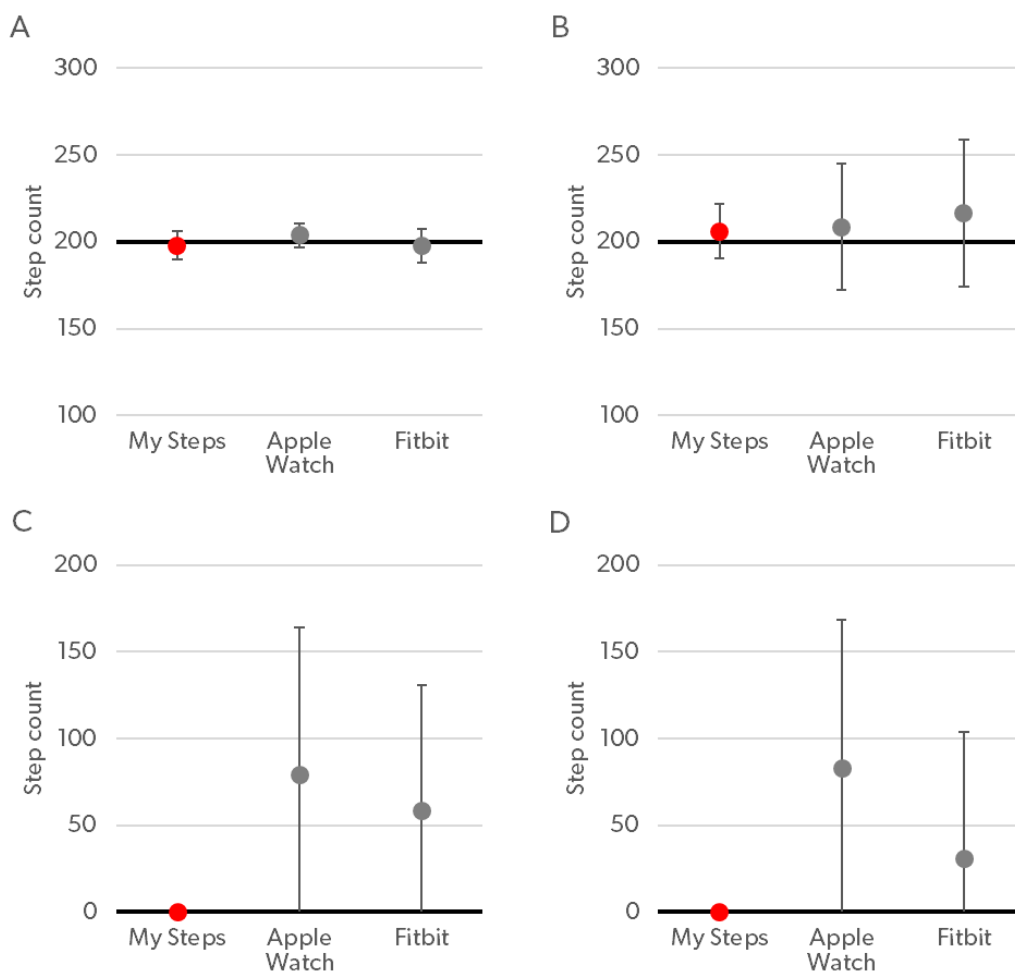 A
300
250
200
150
100
Step count
My Steps
Apple
Watch
Fitbit
B
300
250
200
150
100
Step count
My Steps
Apple
Watch
Fitbit
C
200
150
100
50
0
Step count
My Steps
Apple
Watch
Fitbit
D
200
150
100
50
0
Step count
My Steps
Apple
Watch
Fitbit